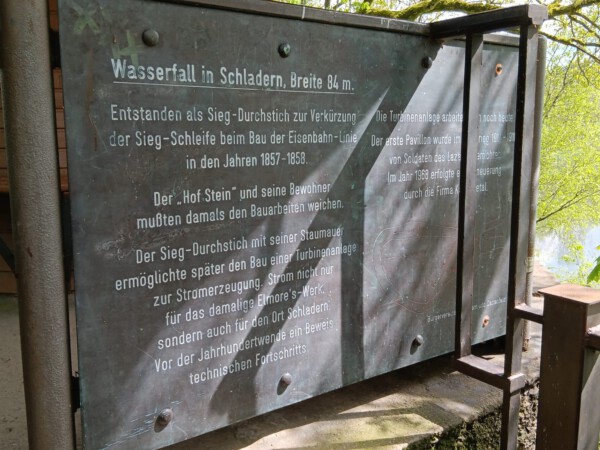 Wasserfall in Schladern, Breite 84 m.
Entstanden als Sieg-Durchstich zur Verkürzung
der Sieg-Schleife beim Bau der Eisenbahn-Linie
in den Jahren 1857-1858.
Der „Hof Stein" und seine Bewohner
mußten damals den Bauarbeiten weichen.
Der Sieg-Durchstich mit seiner Staumauer
ermöglichte später den Bau einer Turbinenanlage
zur Stromerzeugung. Strom nicht nur
für das damalige Elmore's-Werk,
sondern auch für den Ort Schladern.
Vor der Jahrhundertwende ein Beweis
technischen Fortschritts.
Die Turbinenanlage noch heute.
Der erste Pavillon wurde
von Soldaten des
Im Jahr 1968 erfolgte
durch die Firma